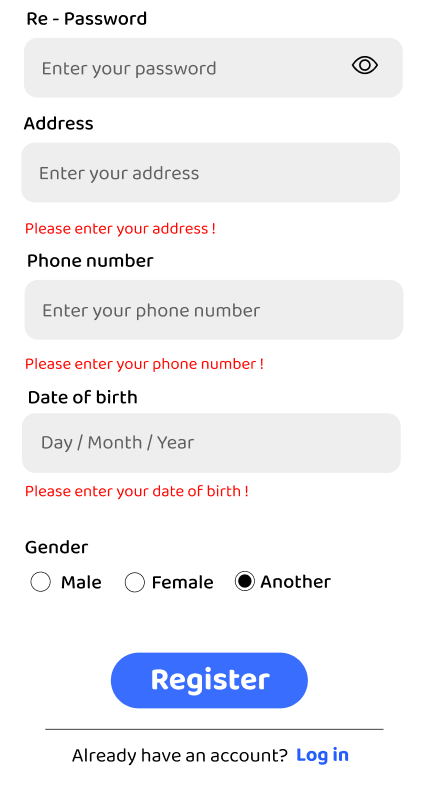 Re - Password
Enter your password
Address
Enter your address
Please enter your address !
Phone number
Enter your phone number
Please enter your phone number !
Date of birth
Day / Month / Year
Please enter your date of birth !
Gender
Male Female Another
Register
Already have an account? Log in